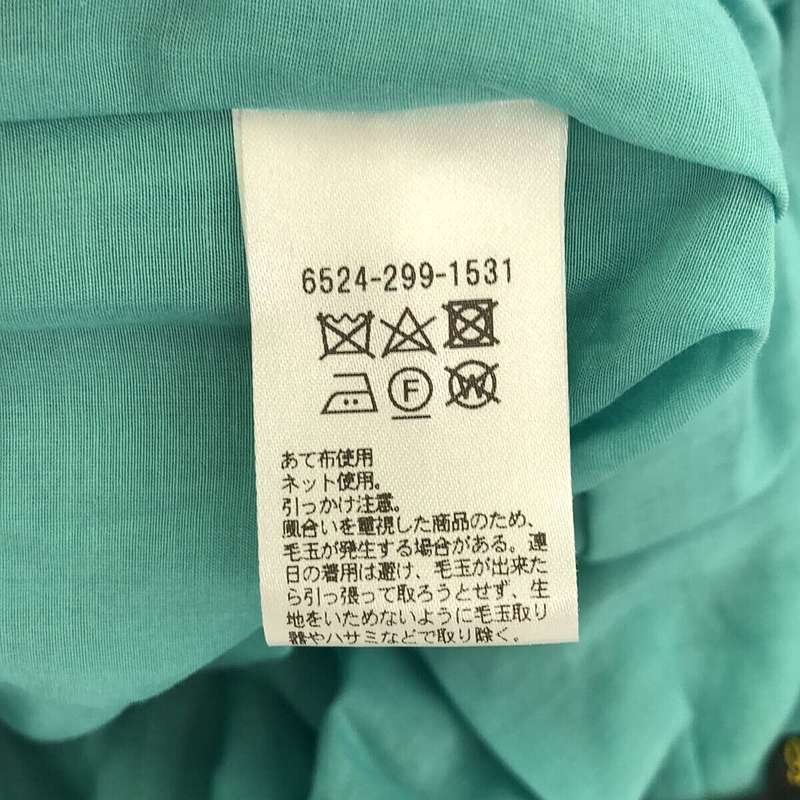 6524-299-1531
F
W
あて布使用
ネット使用。
引っかけ注意。
風合いを重視した商品のため、
毛玉が発生する場合がある。連
日の着用は避け、毛玉が出来た
ら引っ張って取ろうとせず、生
地をいためないように毛玉取り
器やハサミなどで取り除く。